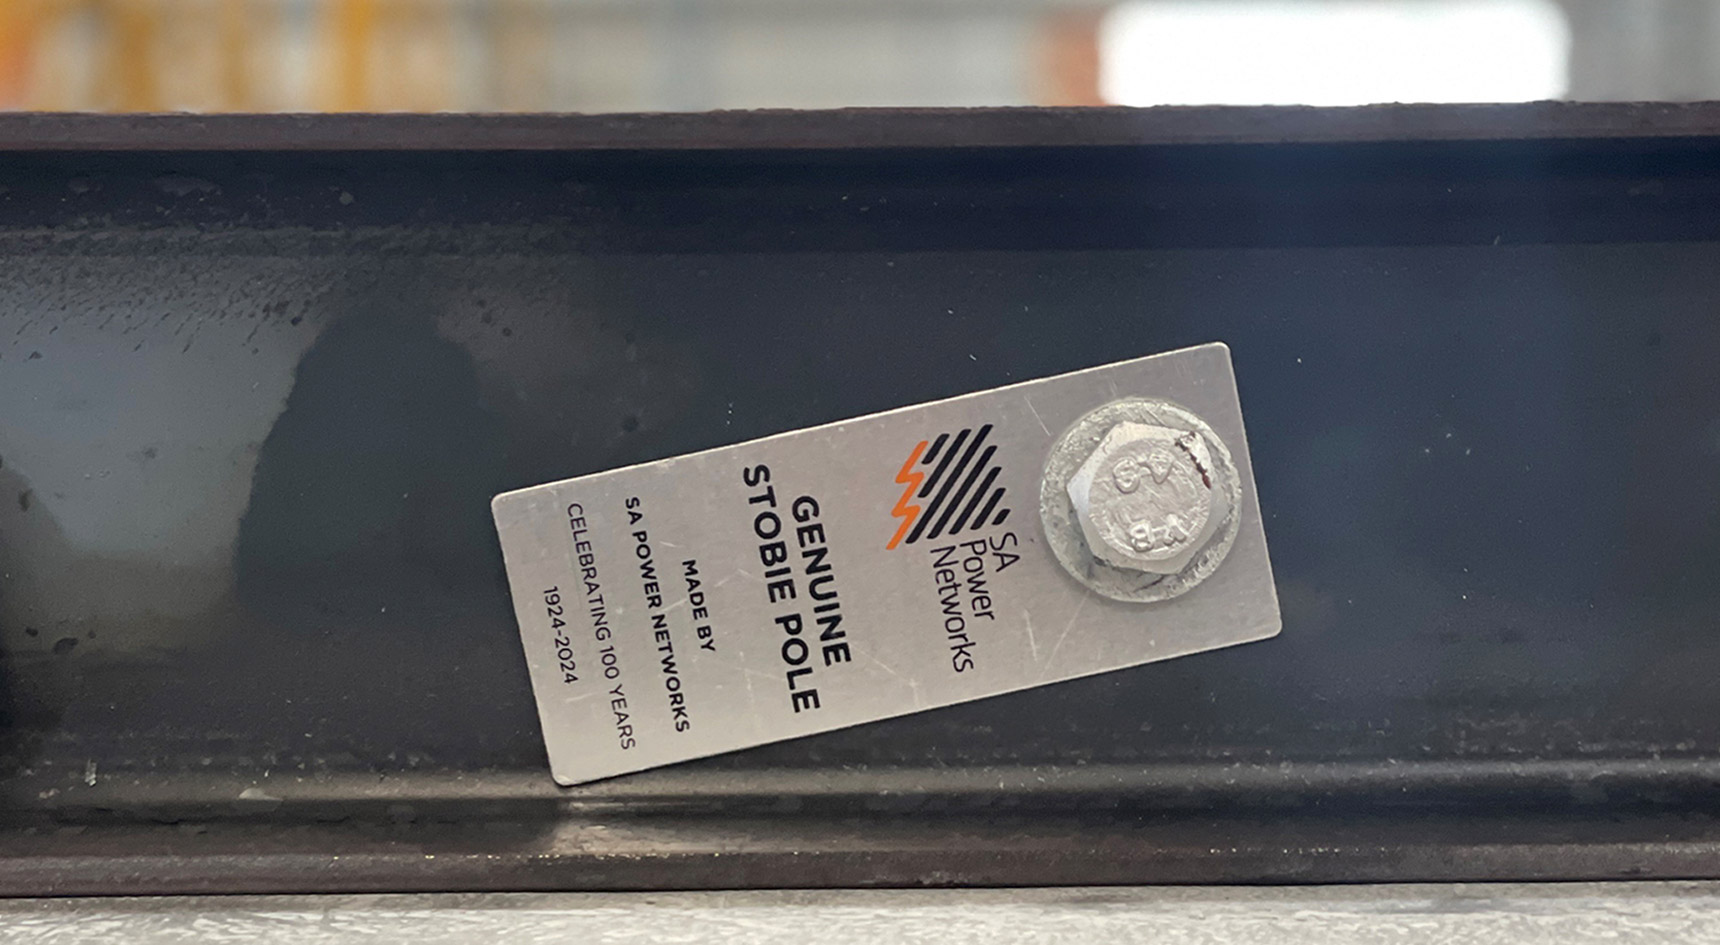 SA
Power
Networks
GENUINE
STOBIE POLE
MADE BY
SA POWER NETWORKS
CELEBRATING 100 YEARS
1924-2024